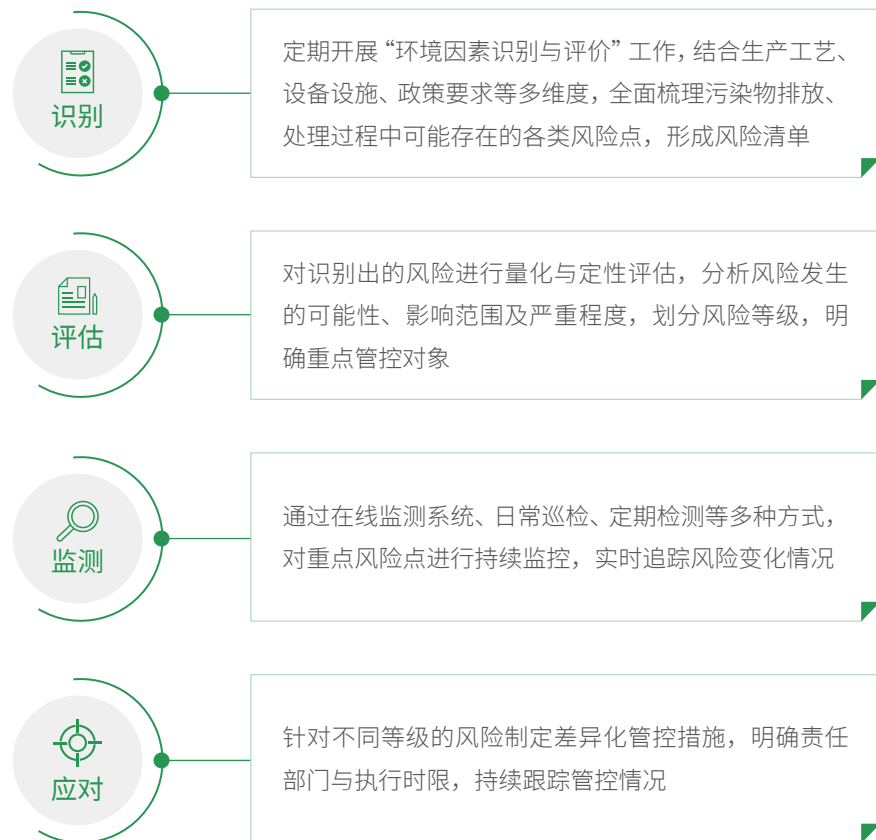 识别
定期开展“环境因素识别与评价”工作，结合生产工艺、
设备设施、政策要求等多维度，全面梳理污染物排放、
处理过程中可能存在的各类风险点，形成风险清单
评估
对识别出的风险进行量化与定性评估，分析风险发生
的可能性、影响范围及严重程度，划分风险等级，明
确重点管控对象
监测
通过在线监测系统、日常巡检、定期检测等多种方式，
对重点风险点进行持续监控，实时追踪风险变化情况
应对
针对不同等级的风险制定差异化管控措施，明确责任
部门与执行时限，持续跟踪管控情况